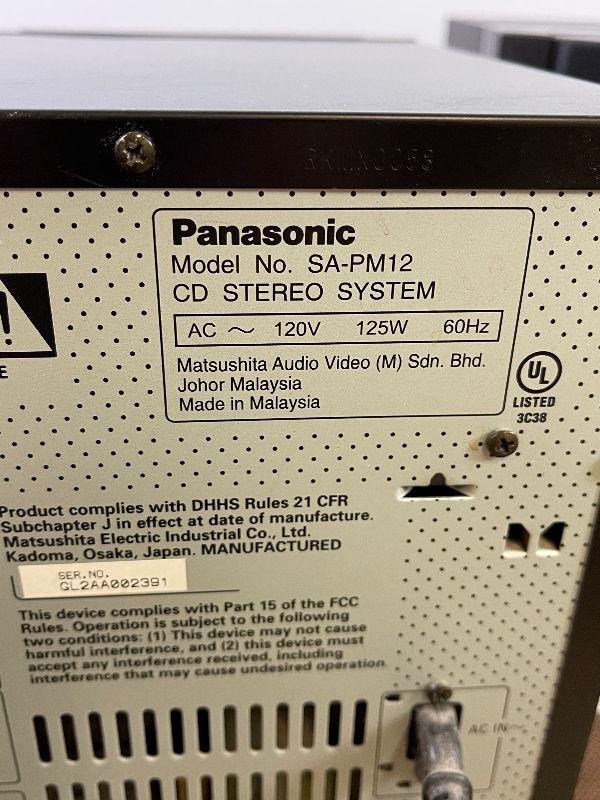 RKMN0058
Panasonic
Model No. SA-PM12
CD STEREO SYSTEM
AC ～ 120V 125W 60Hz
Matsushita Audio Video (M) Sdn. Bhd.
Johor Malaysia
Made in Malaysia
UL
LISTED
3C38
E
Product complies with DHHS Rules 21 CFR
Subchapter J in effect at date of manufacture.
Matsushita Electric Industrial Co., Ltd.
Kadoma, Osaka, Japan. MANUFACTURED
SER.NO.
GL2AA002391
This device complies with Part 15 of the FCC
Rules. Operation is subject to the following
two conditions: (1) This device may not cause
harmful interference, and (2) this device must
accept any interference received, including
interference that may cause undesired operation.
AC IN～